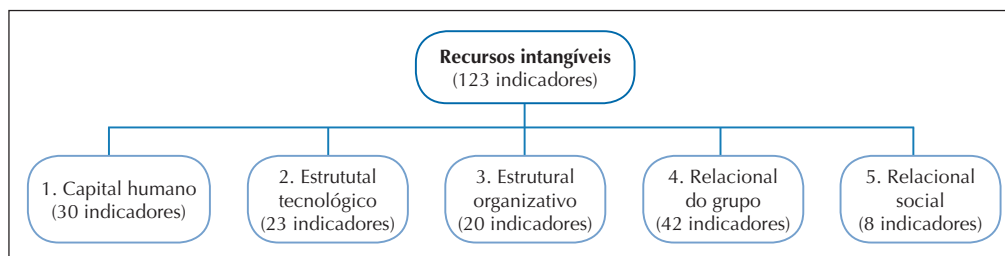 Recursos intangíveis
(123 indicadores)
1. Capital humano
(30 indicadores)
2. Estrututal
tecnológico
(23 indicadores)
3. Estrutural
organizativo
(20 indicadores)
4. Relacional
do grupo
(42 indicadores)
5. Relacional
social
(8 indicadores)